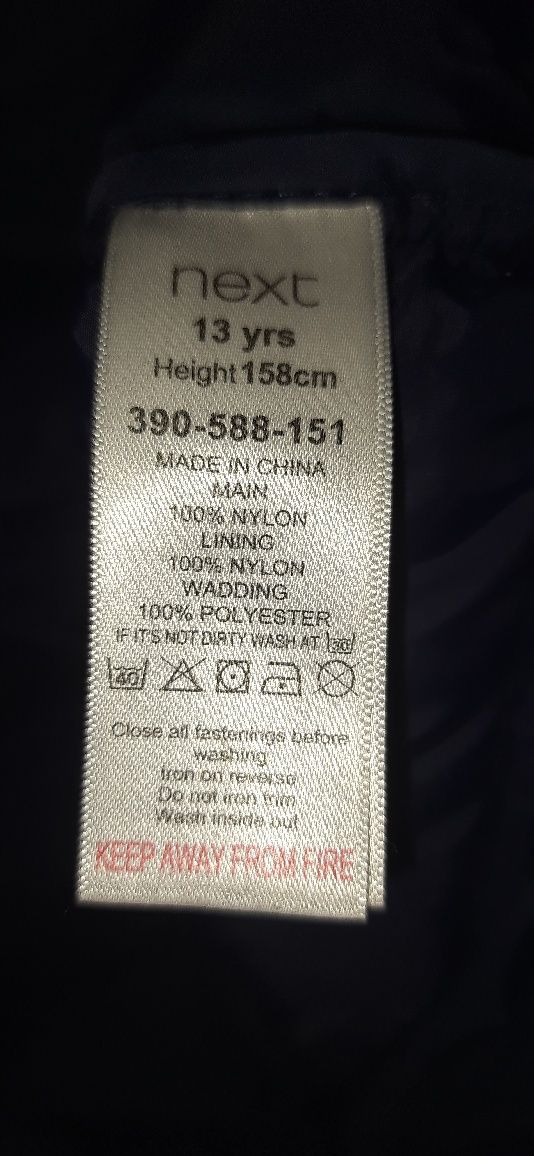 next
13 yrs
Height 158cm
390-588-151
MADE IN CHINA
MAIN
100% NYLON
LINING
100% NYLON
WADDING
100% POLYESTER
IF IT'S NOT DIRTY WASH AT 30
40
Close all fastenings before
washing
Iron on reverse
Do not iron trim
Wash inside out
KEEP AWAY FROM FIRE